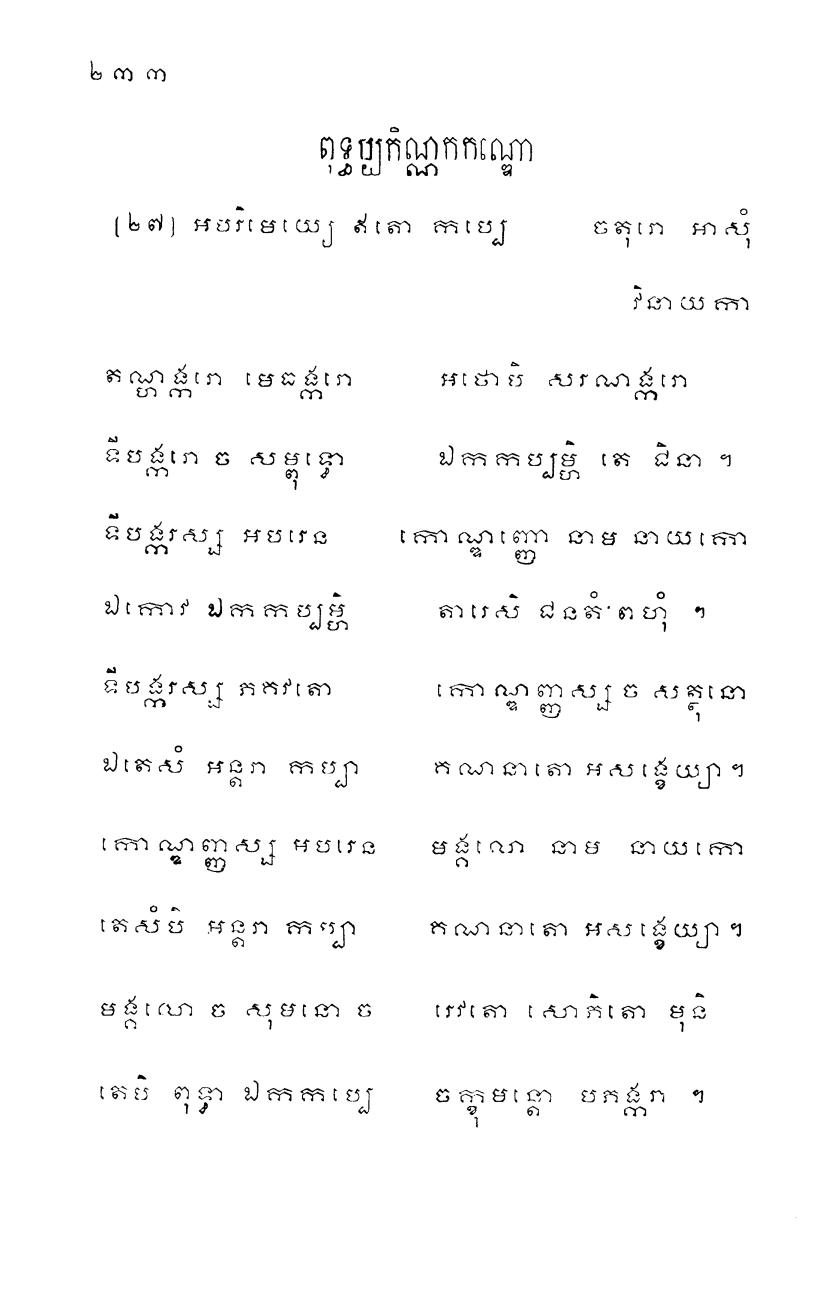 ២៣៣
ពុទ្ធប្បកិណ្ណកកណ្ឌោ
(២៧) អបរិមេយ្យេ ឥតោ កប្បេ ចតុរោ អាសុំ
វិនាយកា
តណ្ហង្ករោ មេធង្ករោ អថោបិ សរណង្ករោ
ទីបង្ករោ ច សម្ពុទ្ធោ ឯកកប្បម្ហិ តេ ជិនា ។
ទីបង្ករស្ស អបរេន កោណ្ឌញ្ញោ នាម នាយកោ
ឯកោវ ឯកកប្បម្ហិ តារេសិ ជនតំ ពហុំ ។
ទីបង្ករស្ស ភគវតោ កោណ្ឌញ្ញស្ស ច សត្ថុនោ
ឯតេសំ អន្តរា កប្បា គណនាតោ អសង្ខេយ្យា ។
កោណ្ឌញ្ញស្ស អបរេន មង្គលោ នាម នាយកោ
តេសំបិ អន្តរា កប្បា គណនាតោ អសង្ខេយ្យា ។
មង្គលោ ច សុមនោ ច រេវតោ សោភិតោ មុនិ
តេបិ ពុទ្ធា ឯកកប្បេ ចក្ខុមន្តោ បភង្ករា ។